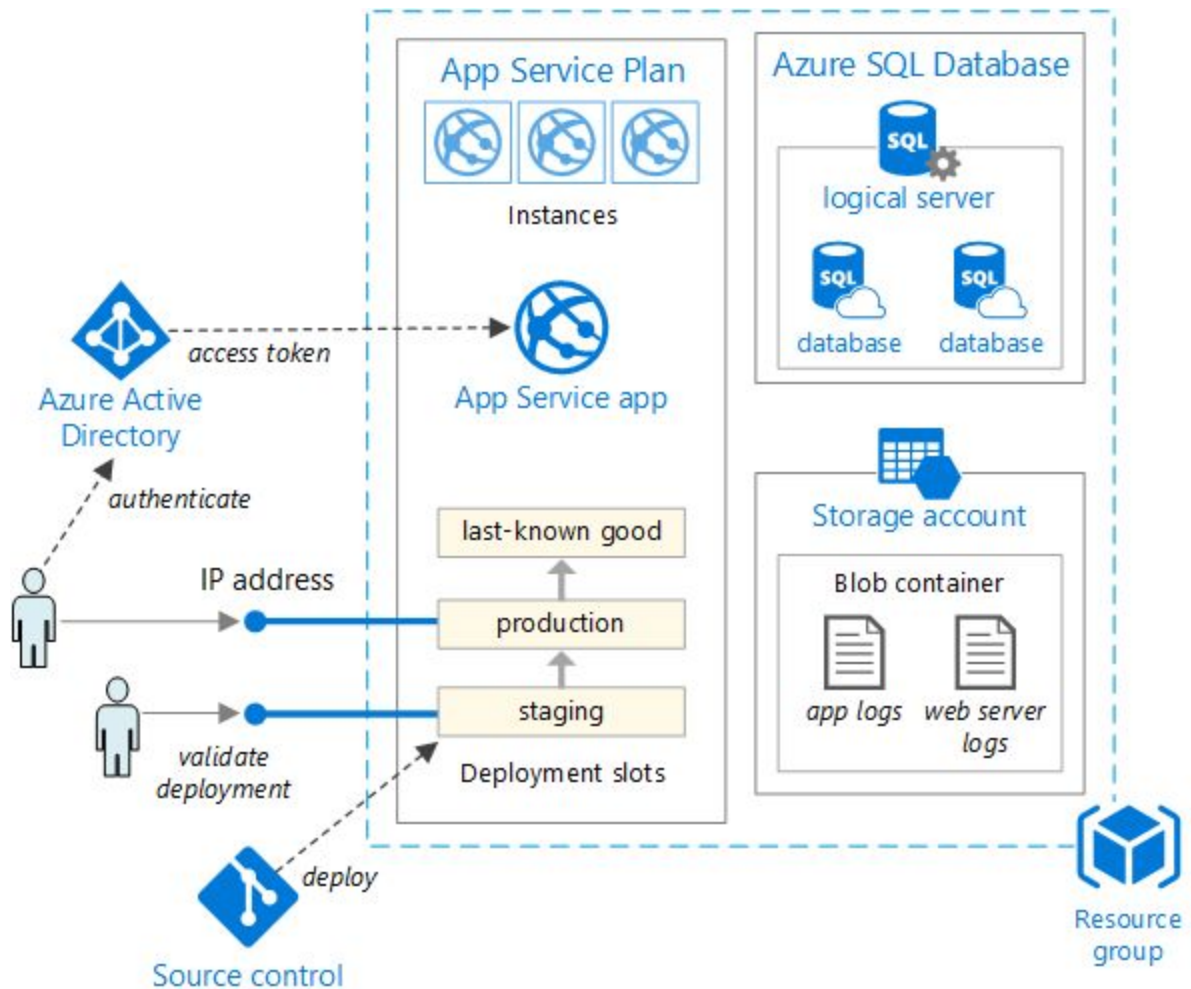 App Service Plan
Instances
Azure SQL Database
SQL
logical server
SQL
SQL
database
database
access token
Azure Active
Directory
App Service app
authenticate
last-known good
IP address
production
staging
validate
deployment
Deployment slots
deploy
Source control
Storage account
Blob container
app logs
web server
logs
Resource
group